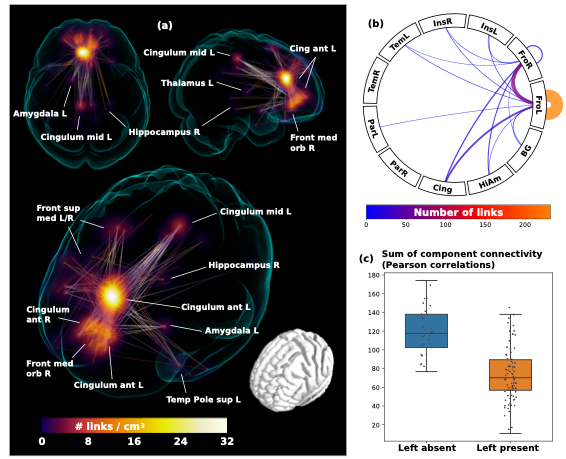 (a)
Cingulum mid L
Cing ant L
Thalamus L
Amygdala L
Cingulum mid L
Hippocampus R
Front med
orb R
Front sup
med L/R
Cingulum mid L
Hippocampus R
Cingulum ant L
Cingulum
ant R
Amygdala L
Front med
orb R
Cingulum ant L
Temp Pole sup L
# links / cm³
0 8 16 24 32
(b)
InsR
InsL
TemL
FroR
TemR
FroL
ParL
BG
ParR
HiAm
Cing
Number of links
0 50 100 150 200
(c) Sum of component connectivity
(Pearson correlations)
180
160
140
120
100
80
60
40
20
Left absent Left present